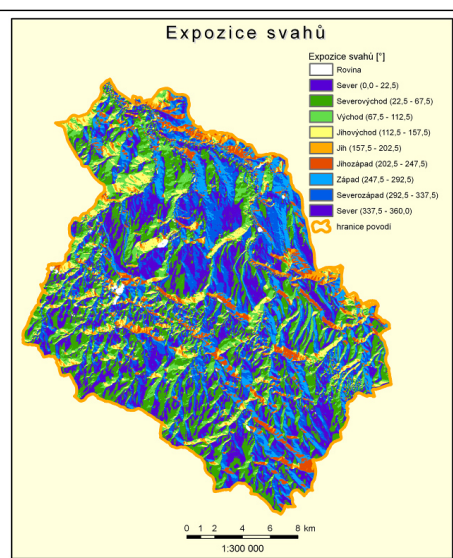 Expozice svahů
Expozice svahů [°]
Rovina
Sever (0,0 - 22,5)
Severovýchod (22,5 - 67,5)
Východ (67,5 - 112,5)
Jihovýchod (112,5 - 157,5)
Jih (157,5 - 202,5)
Jihozápad (202,5 - 247,5)
Západ (247,5 - 292,5)
Severozápad (292,5 - 337,5)
Sever (337,5 - 360,0)
hranice povodí
0 1 2 4 6 8 km
1:300 000